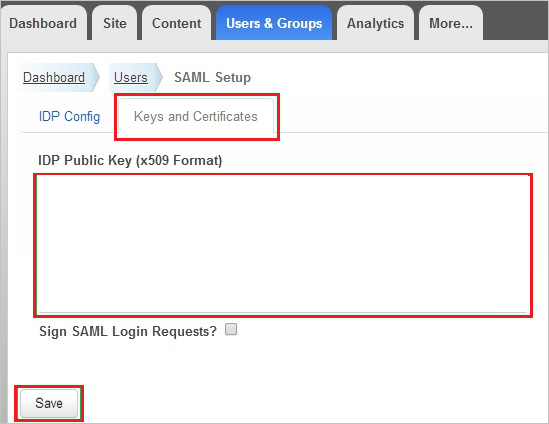 Dashboard Site Content Users & Groups Analytics More...
Dashboard Users SAML Setup
IDP Config Keys and Certificates
IDP Public Key (x509 Format)
Sign SAML Login Requests?
Save